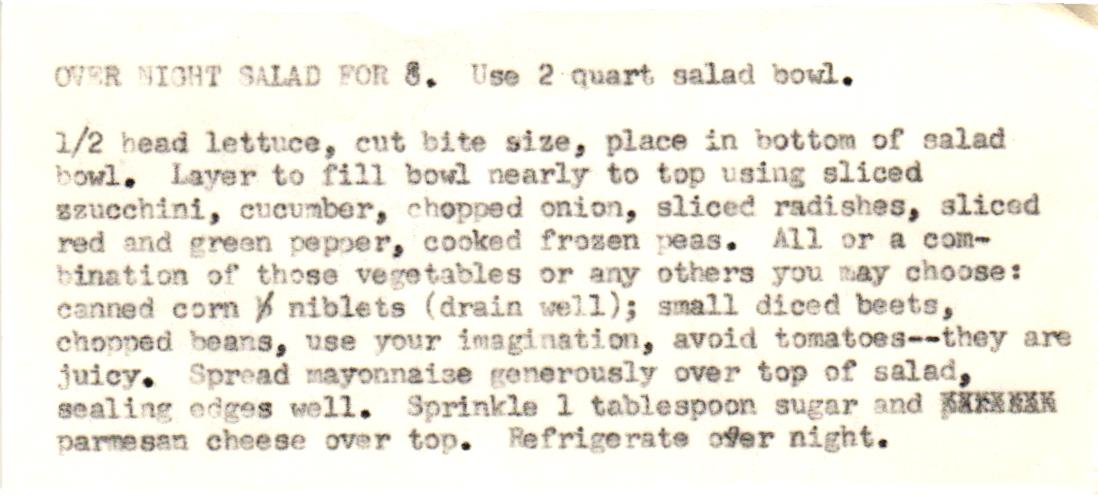 OVER NIGHT SALAD FOR 8. Use 2 quart salad bowl.
1/2 head lettuce, cut bite size, place in bottom of salad
bowl. Layer to fill bowl nearly to top using sliced
zzucchini, cucumber, chopped onion, sliced radishes, sliced
red and green pepper, cooked frozen peas. All or a com-
bination of these vegetables or any others you may choose:
canned corn niblets (drain well); small diced beets,
chopped beans, use your imagination, avoid tomatoes--they are
juicy. Spread mayonnaise generously over top of salad,
sealing edges well. Sprinkle 1 tablespoon sugar and
parmesan cheese over top. Refrigerate over night.